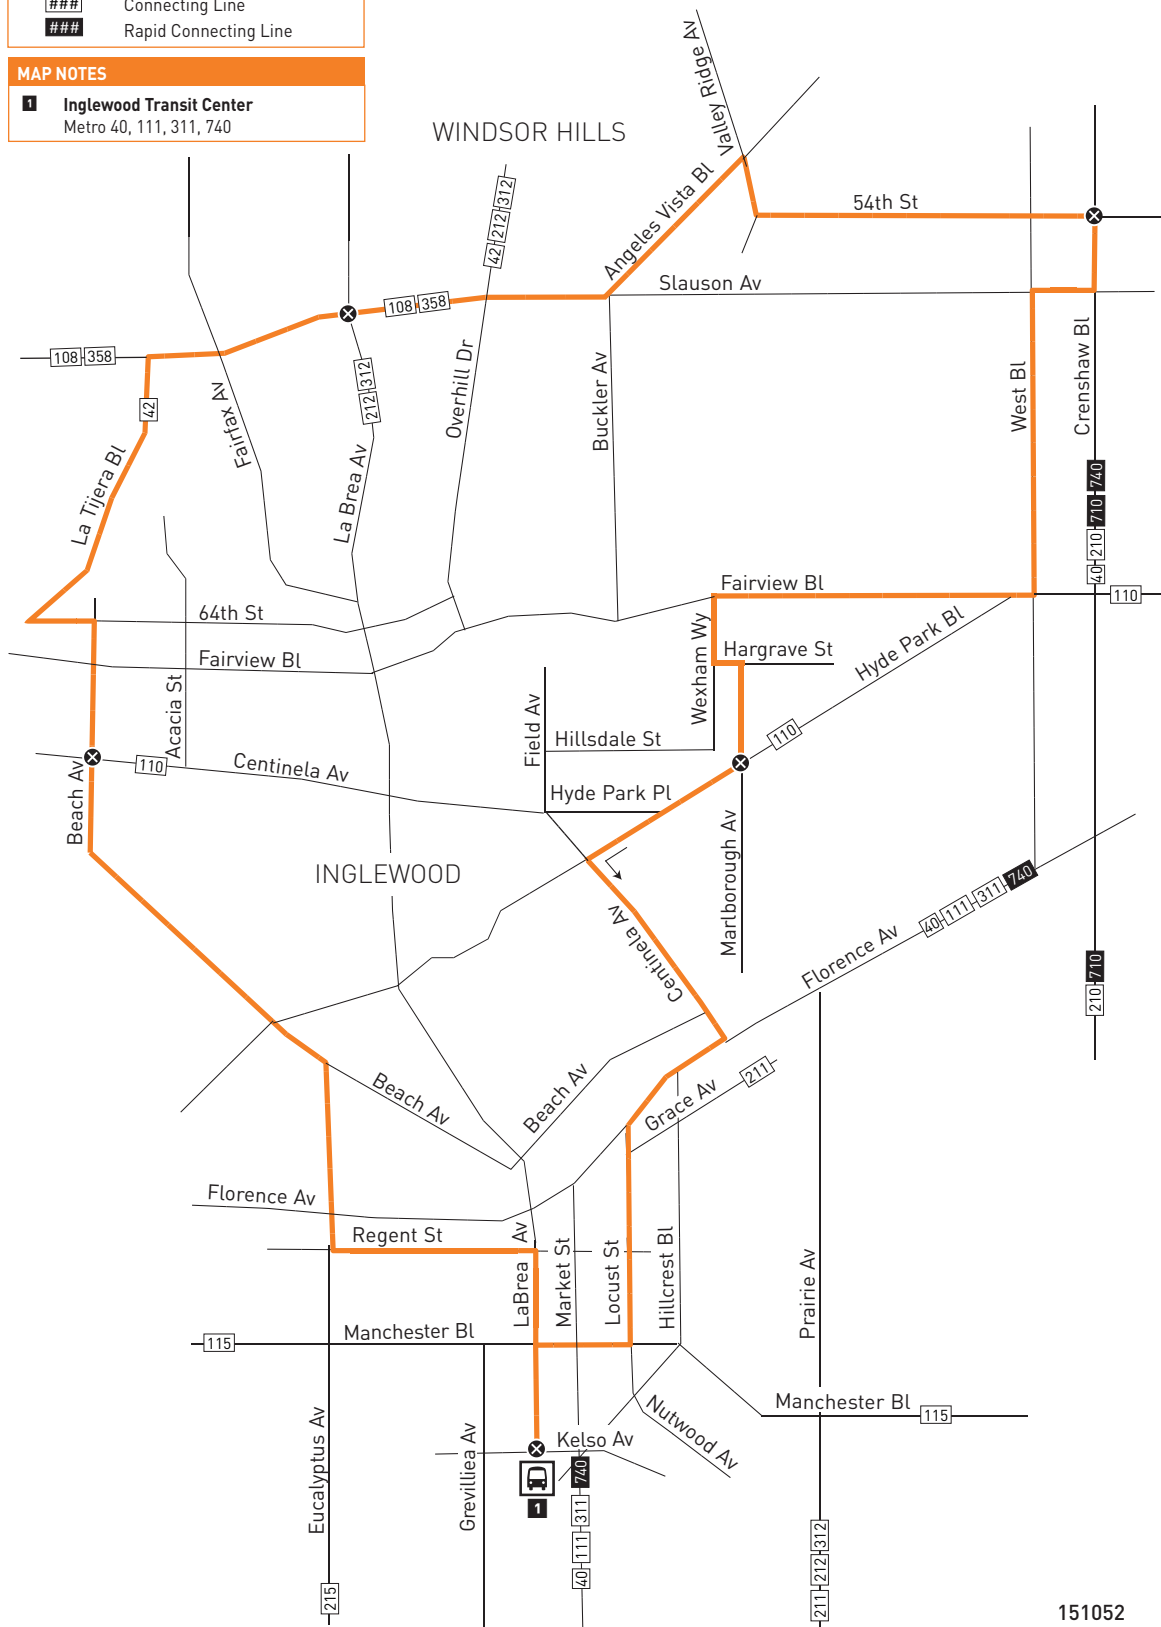 ###
Connecting Line
###
Rapid Connecting Line
MAP NOTES
1
Inglewood Transit Center
Metro 40, 111, 311, 740
WINDSOR HILLS
Valley Ridge Av
Angeles Vista Bl
54th St
42 212 312
Slauson Av
108 358
108 358
42
Fairfax Av
212 312
La Brea Av
Overhill Dr
Buckler Av
West Bl
Crenshaw Bl
La Tijera Bl
710 740
40 210
110
Fairview Bl
64th St
Fairview Bl
Wexham Wy
Hargrave St
Hyde Park Bl
Acacia St
Field Av
Hillsdale St
110
110
Centinela Av
Beach Av
Hyde Park Pl
Marlborough Av
INGLEWOOD
Centinela Av
40 111 311 740
Florence Av
210 710
Beach Av
Beach Av
Grace Av
211
Florence Av
Regent St
LaBrea Av
Market St
Locust St
Hillcrest Bl
Prairie Av
115
Manchester Bl
Manchester Bl
115
Nutwood Av
Kelso Av
Eucalyptus Av
Grevilliea Av
1
740
40 111 311
211 212 312
215
151052